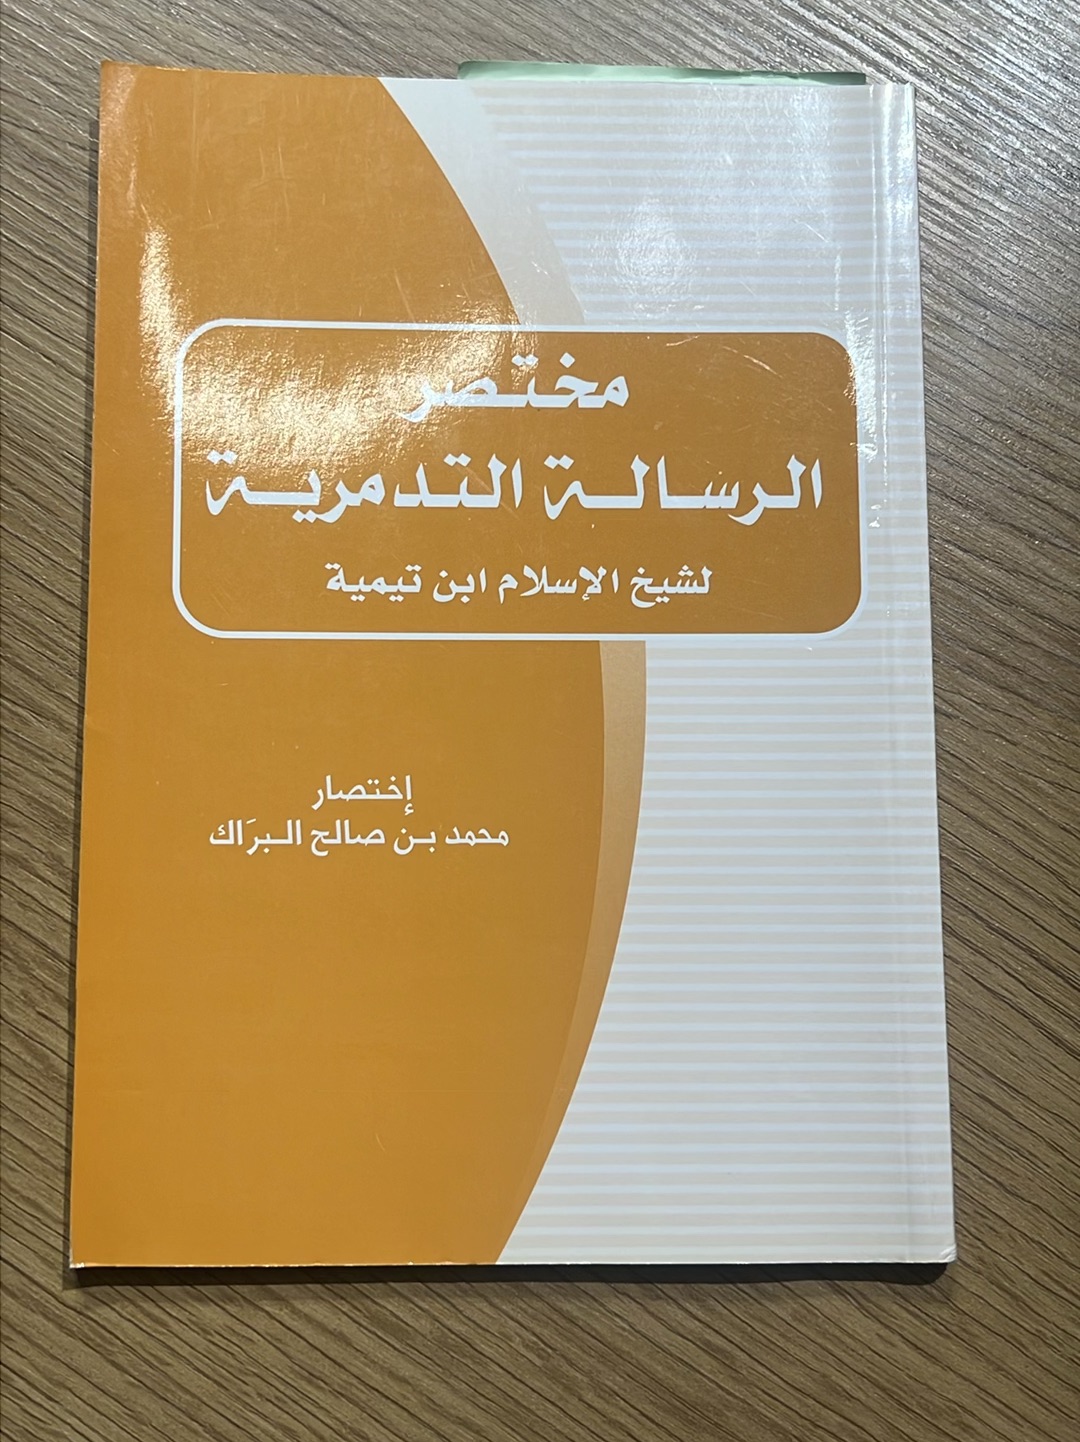 مختصر
الرسالة التدمرية
لشيخ الإسلام ابن تيمية
إختصار
محمد بن صالح البرَاك